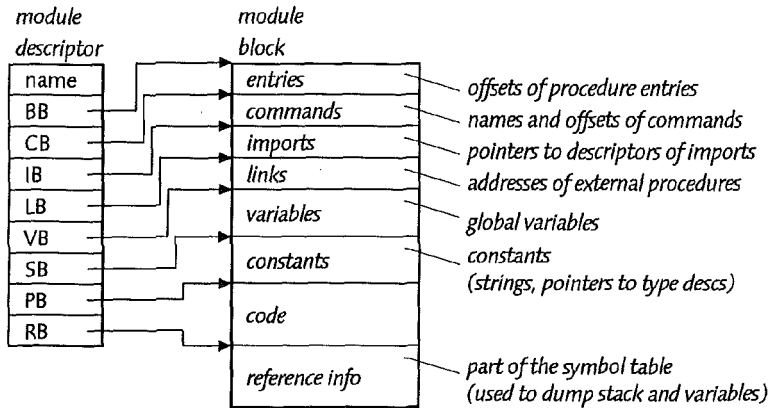 module
descriptor
name
BB
CB
IB
LB
VB
SB
PB
RB
module
block
entries
commands
imports
links
variables
constants
code
reference info
offsets of procedure entries
names and offsets of commands
pointers to descriptors of imports
addresses of external procedures
global variables
constants
(strings, pointers to type descs)
part of the symbol table
(used to dump stack and variables)